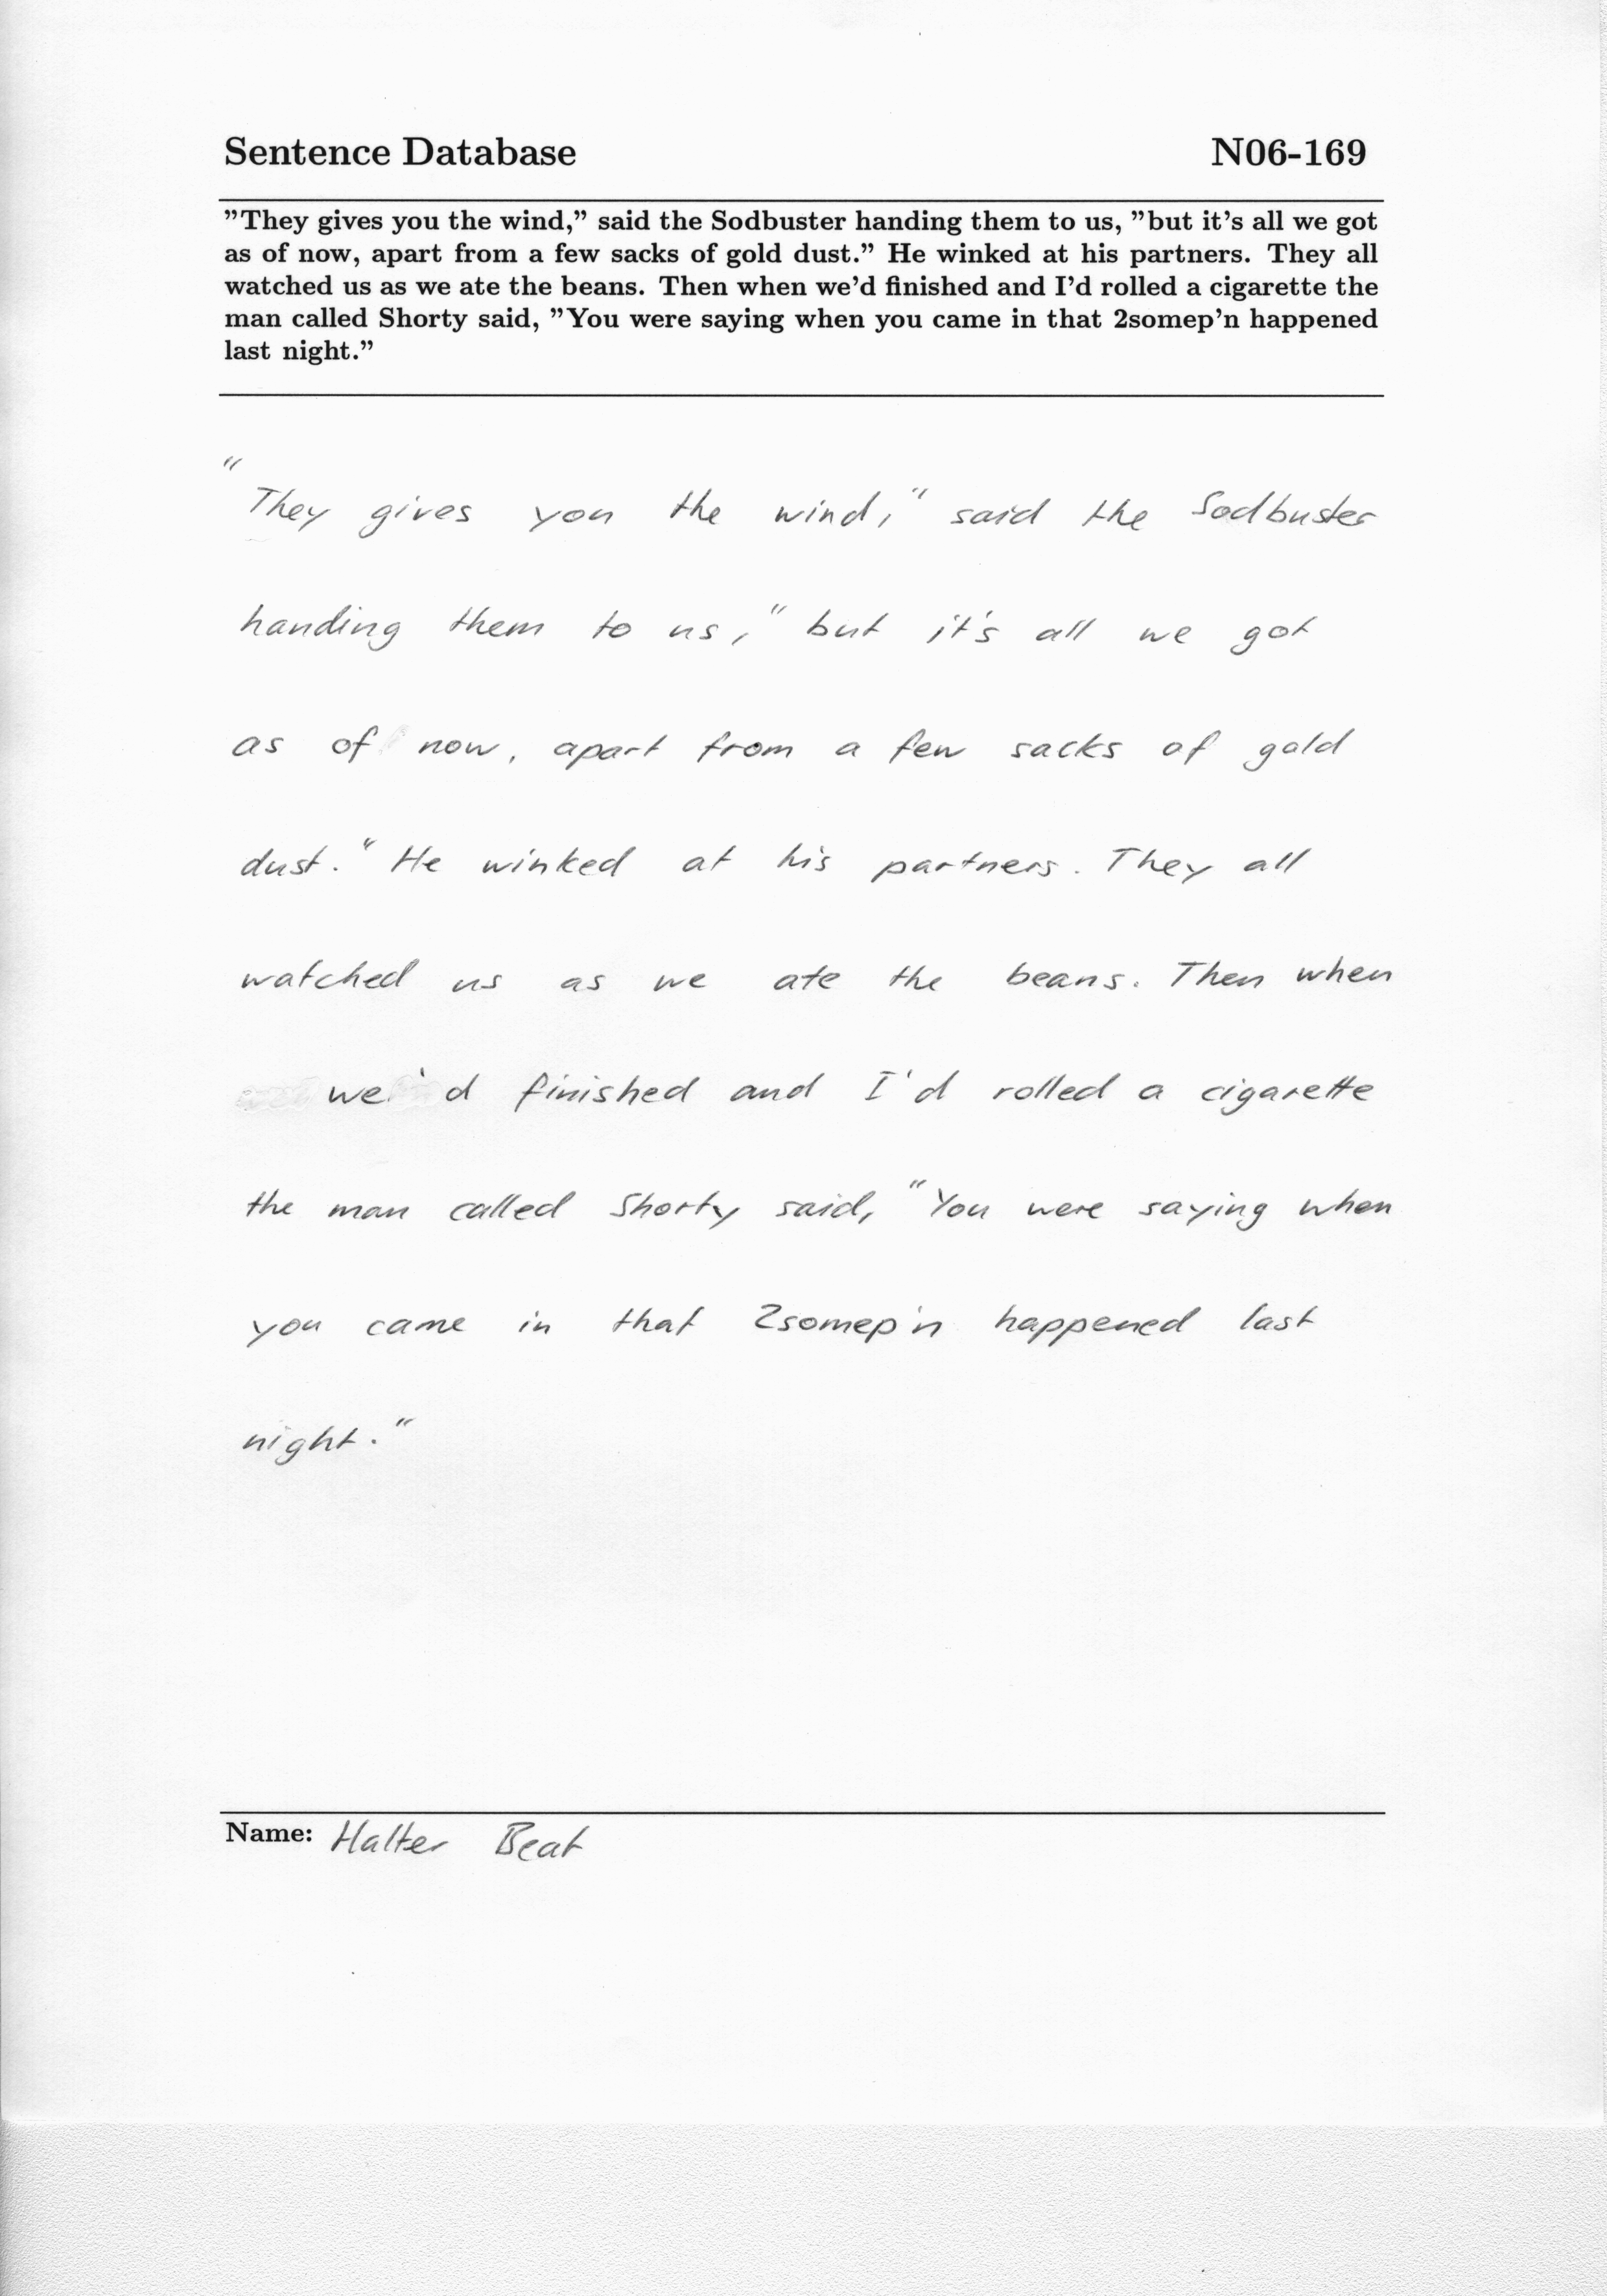 Sentence Database N06-169
"They gives you the wind," said the Sodbuster handing them to us, "but it's all we got
as of now, apart from a few sacks of gold dust." He winked at his partners. They all
watched us as we ate the beans. Then when we'd finished and I'd rolled a cigarette the
man called Shorty said, "You were saying when you came in that 2somep'n happened
last night."
"They gives you the wind," said the Sodbuster
handing them to us, "but it's all we got
as of now, apart from a few sacks of gold
dust." He winked at his partners. They all
watched us as we ate the beans. Then when
we'd finished and I'd rolled a cigarette
the man called Shorty said, "You were saying when
you came in that 2somep'n happened last
night."
Name: Halter Beat